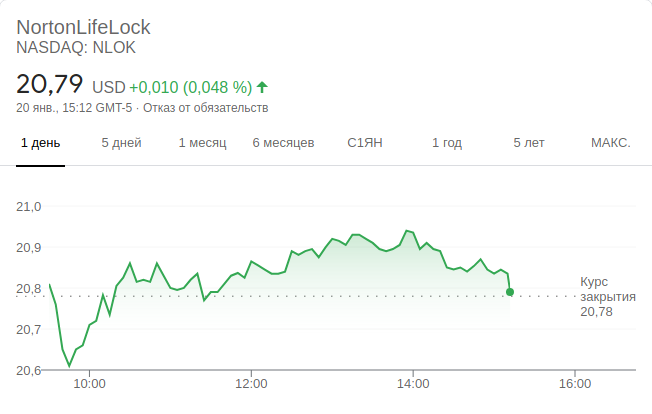 NortonLifeLock
NASDAQ: NLOK
20,79 USD +0,010 (0,048 %)
20 янв., 15:12 GMT-5 · Отказ от обязательств
1 день 5 дней 1 месяц 6 месяцев С1ЯН 1 год 5 лет МАКС.
21,0
20,9
20,8
20,7
20,6
Курс
закрытия
20,78
10:00 12:00 14:00 16:00